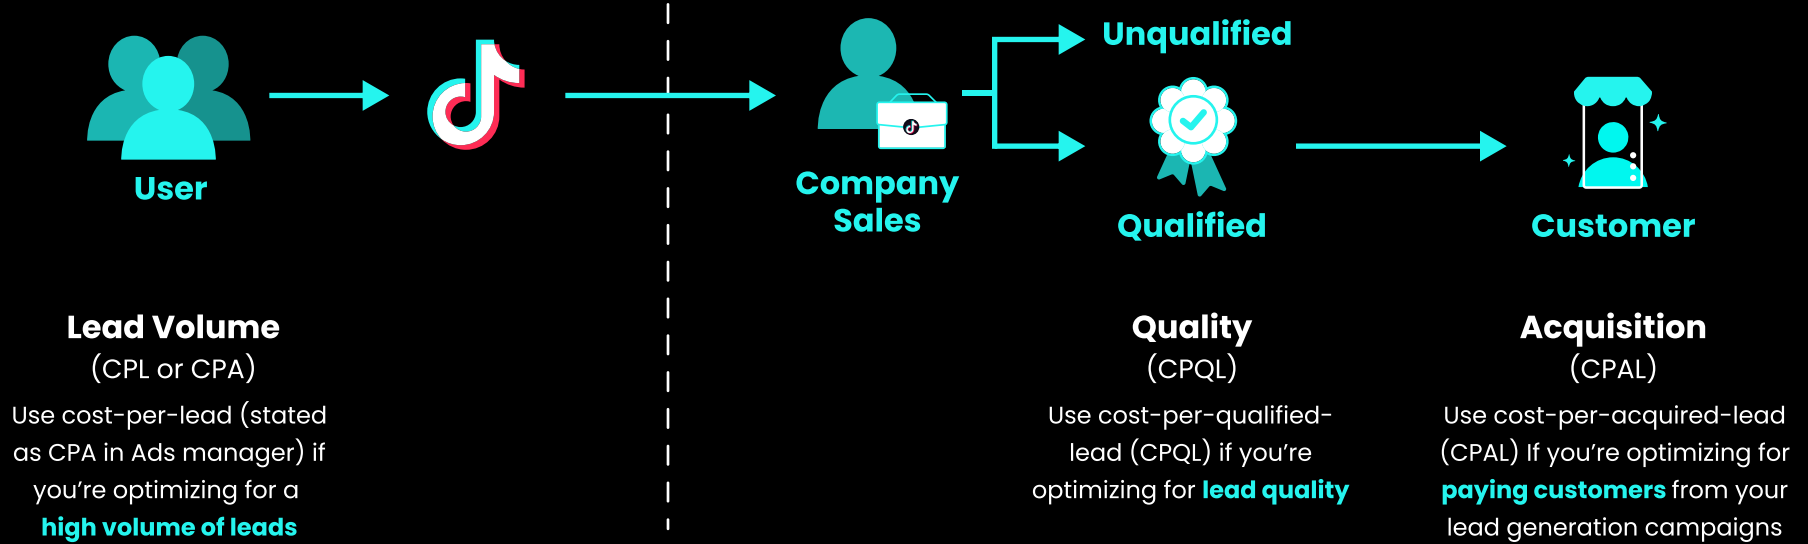 User
Company
Sales
Unqualified
Qualified
Customer
Lead Volume
(CPL or CPA)
Use cost-per-lead (stated
as CPA in Ads manager) if
you're optimizing for a
high volume of leads
Quality
(CPQL)
Use cost-per-qualified-
lead (CPQL) if you're
optimizing for lead quality
Acquisition
(CPAL)
Use cost-per-acquired-lead
(CPAL) If you're optimizing for
paying customers from your
lead generation campaigns